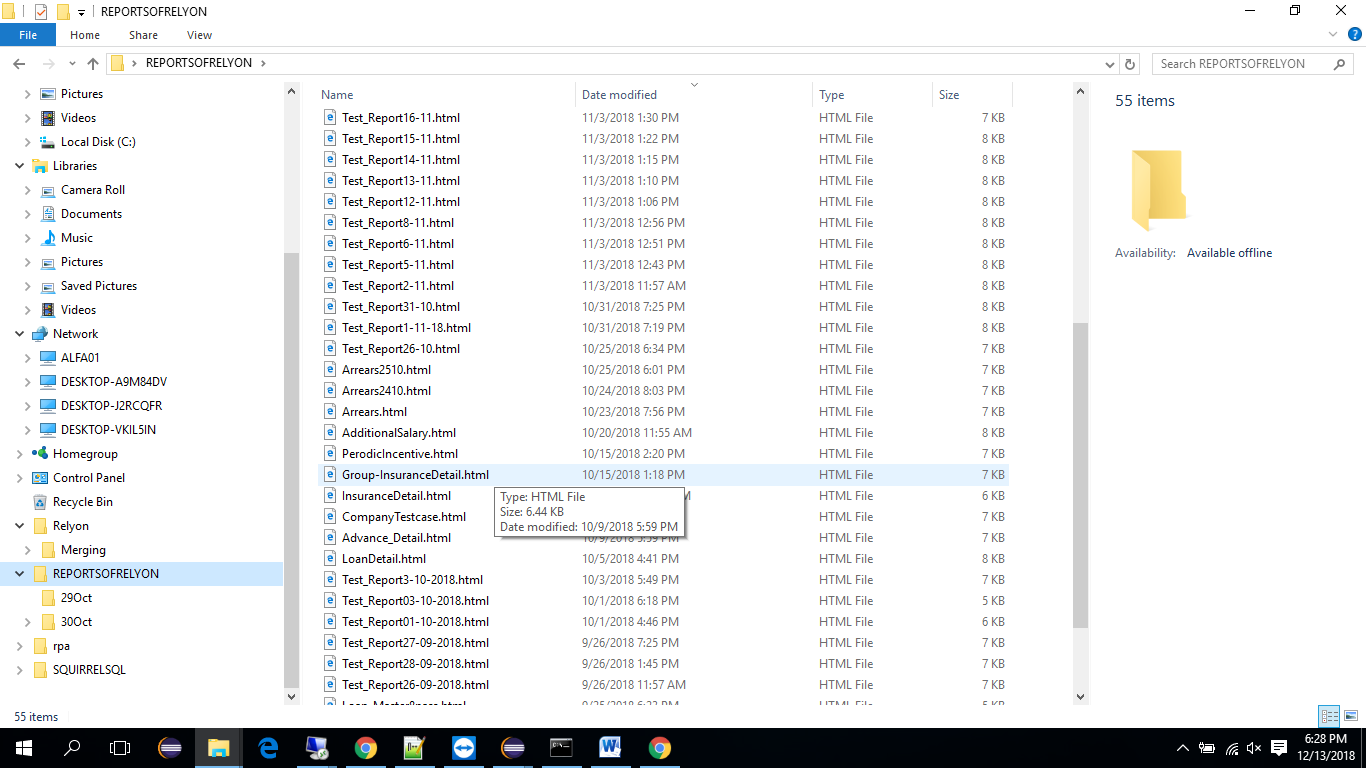 REPORTSOFRELYON
File Home Share View
REPORTSOFRELYON
Search REPORTSOFRELYON
Pictures
Videos
Local Disk (C:)
Libraries
Camera Roll
Documents
Music
Pictures
Saved Pictures
Videos
Network
ALFA01
DESKTOP-A9M84DV
DESKTOP-J2RCQFR
DESKTOP-VKIL5IN
Homegroup
Control Panel
Recycle Bin
Relyon
Merging
REPORTSOFRELYON
29Oct
30Oct
rpa
SQUIRRELSQL
Name Date modified Type Size
Test_Report16-11.html 11/3/2018 1:30 PM HTML File 7 KB
Test_Report15-11.html 11/3/2018 1:22 PM HTML File 8 KB
Test_Report14-11.html 11/3/2018 1:15 PM HTML File 8 KB
Test_Report13-11.html 11/3/2018 1:10 PM HTML File 8 KB
Test_Report12-11.html 11/3/2018 1:06 PM HTML File 8 KB
Test_Report8-11.html 11/3/2018 12:56 PM HTML File 8 KB
Test_Report6-11.html 11/3/2018 12:51 PM HTML File 8 KB
Test_Report5-11.html 11/3/2018 12:43 PM HTML File 8 KB
Test_Report2-11.html 11/3/2018 11:57 AM HTML File 8 KB
Test_Report31-10.html 10/31/2018 7:25 PM HTML File 8 KB
Test_Report1-11-18.html 10/31/2018 7:19 PM HTML File 8 KB
Test_Report26-10.html 10/25/2018 6:34 PM HTML File 7 KB
Arrears2510.html 10/25/2018 6:01 PM HTML File 7 KB
Arrears2410.html 10/24/2018 8:03 PM HTML File 7 KB
Arrears.html 10/23/2018 7:56 PM HTML File 7 KB
AdditionalSalary.html 10/20/2018 11:55 AM HTML File 8 KB
PerodicIncentive.html 10/15/2018 2:20 PM HTML File 7 KB
Group-InsuranceDetail.html 10/15/2018 1:18 PM HTML File 7 KB
InsuranceDetail.html HTML File 6 KB
CompanyTestcase.html HTML File 7 KB
Advance_Detail.html 10/9/2018 5:59 PM HTML File 7 KB
LoanDetail.html 10/5/2018 4:41 PM HTML File 8 KB
Test_Report3-10-2018.html 10/3/2018 5:49 PM HTML File 7 KB
Test_Report03-10-2018.html 10/1/2018 6:18 PM HTML File 5 KB
Test_Report01-10-2018.html 10/1/2018 4:46 PM HTML File 6 KB
Test_Report27-09-2018.html 9/26/2018 7:25 PM HTML File 7 KB
Test_Report28-09-2018.html 9/26/2018 1:45 PM HTML File 7 KB
Test_Report26-09-2018.html 9/26/2018 11:57 AM HTML File 7 KB
Type: HTML File
Size: 6.44 KB
Date modified: 10/9/2018 5:59 PM
55 items
Availability: Available offline
55 items
6:28 PM
12/13/2018